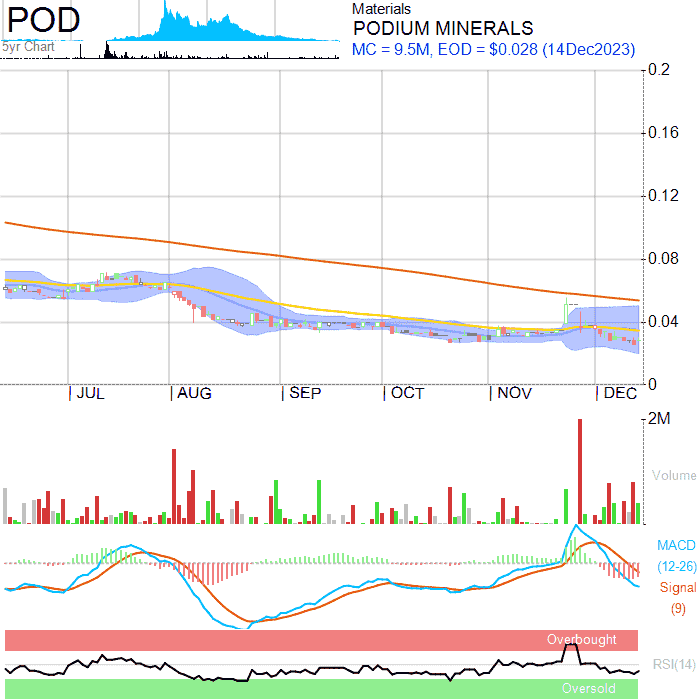 POD
5yr Chart
Materials
PODIUM MINERALS
MC = 9.5M, EOD = $0.028 (14Dec2023)
0.2
0.16
0.12
0.08
0.04
0
JUL AUG SEP OCT NOV DEC
2M
Volume
MACD
(12-26)
Signal
(9)
Overbought
RSI(14)
Oversold